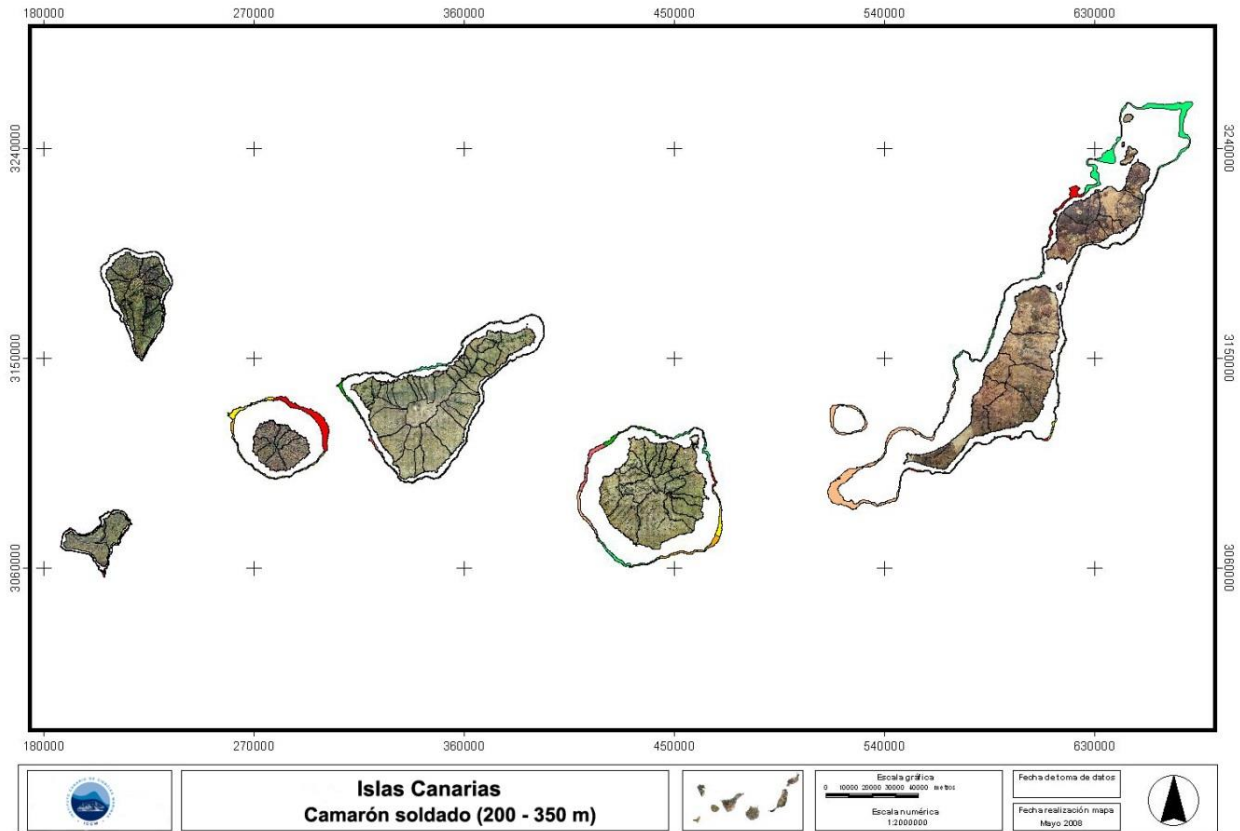 180000 270000 360000 450000 540000 630000
3240000 3240000
3150000 3150000
3060000 3060000
180000 270000 360000 450000 540000 630000
Islas Canarias
Camarón soldado (200 - 350 m)
Escala gráfica
0 10000 20000 30000 40000 metros
Escala numérica
1:2000000
Fecha de toma de datos
Fecha realización mapa
Mayo 2008